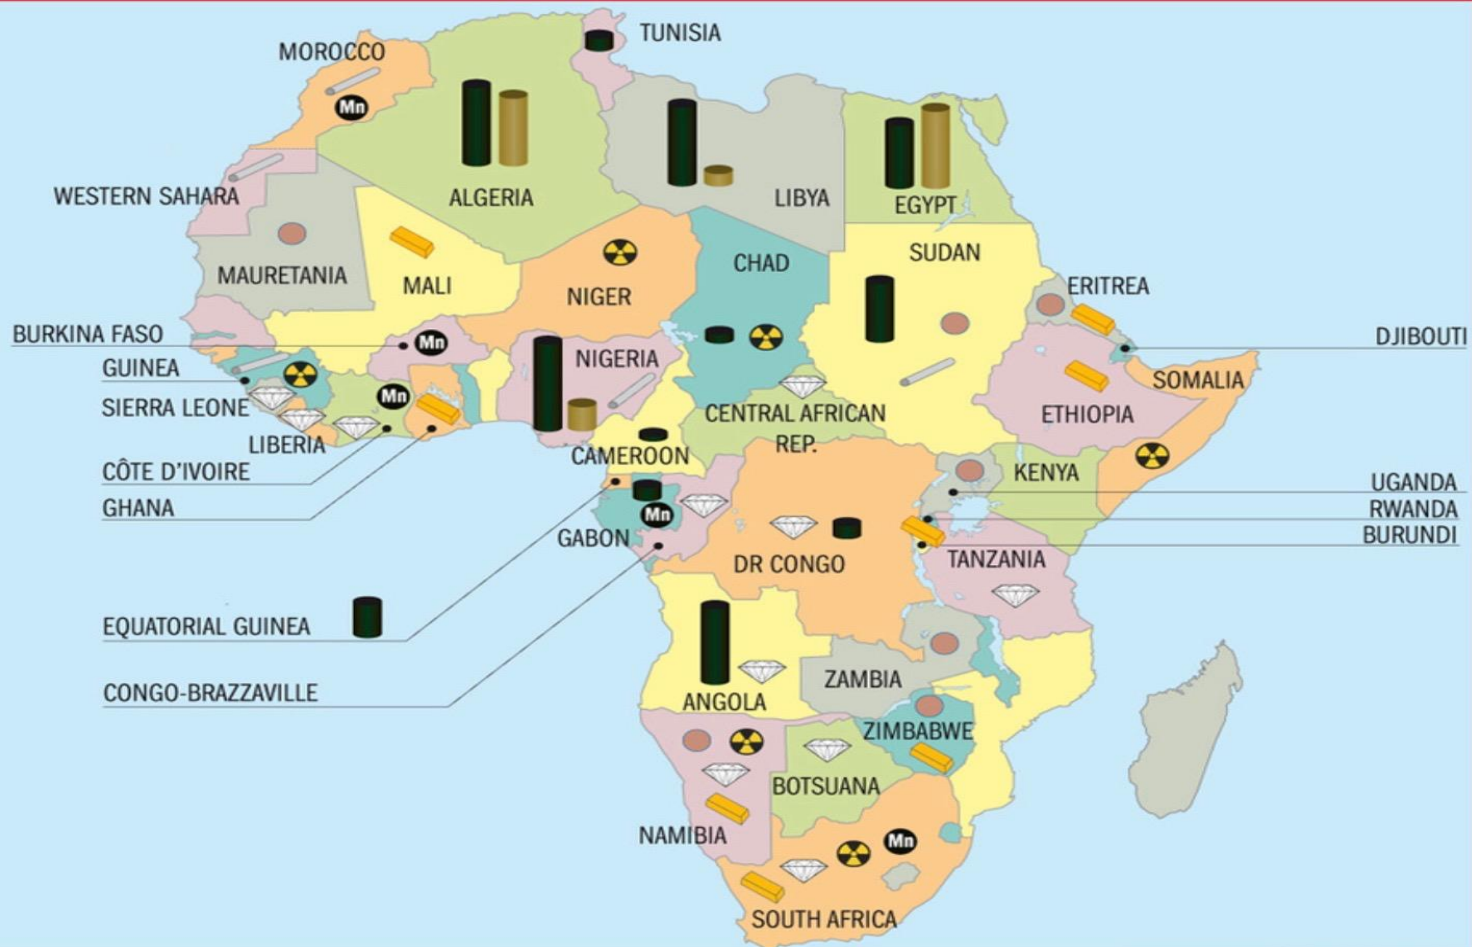 TUNISIA
MOROCCO
Mn
WESTERN SAHARA
ALGERIA
LIBYA
EGYPT
MAURETANIA
MALI
NIGER
CHAD
SUDAN
ERITREA
BURKINA FASO
Mn
NIGERIA
DJIBOUTI
GUINEA
SOMALIA
SIERRA LEONE
Mn
CENTRAL AFRICAN
REP.
ETHIOPIA
LIBERIA
CAMEROON
CÔTE D'IVOIRE
KENYA
UGANDA
GHANA
Mn
RWANDA
GABON
BURUNDI
DR CONGO
TANZANIA
EQUATORIAL GUINEA
CONGO-BRAZZAVILLE
ANGOLA
ZAMBIA
ZIMBABWE
BOTSUANA
NAMIBIA
Mn
SOUTH AFRICA